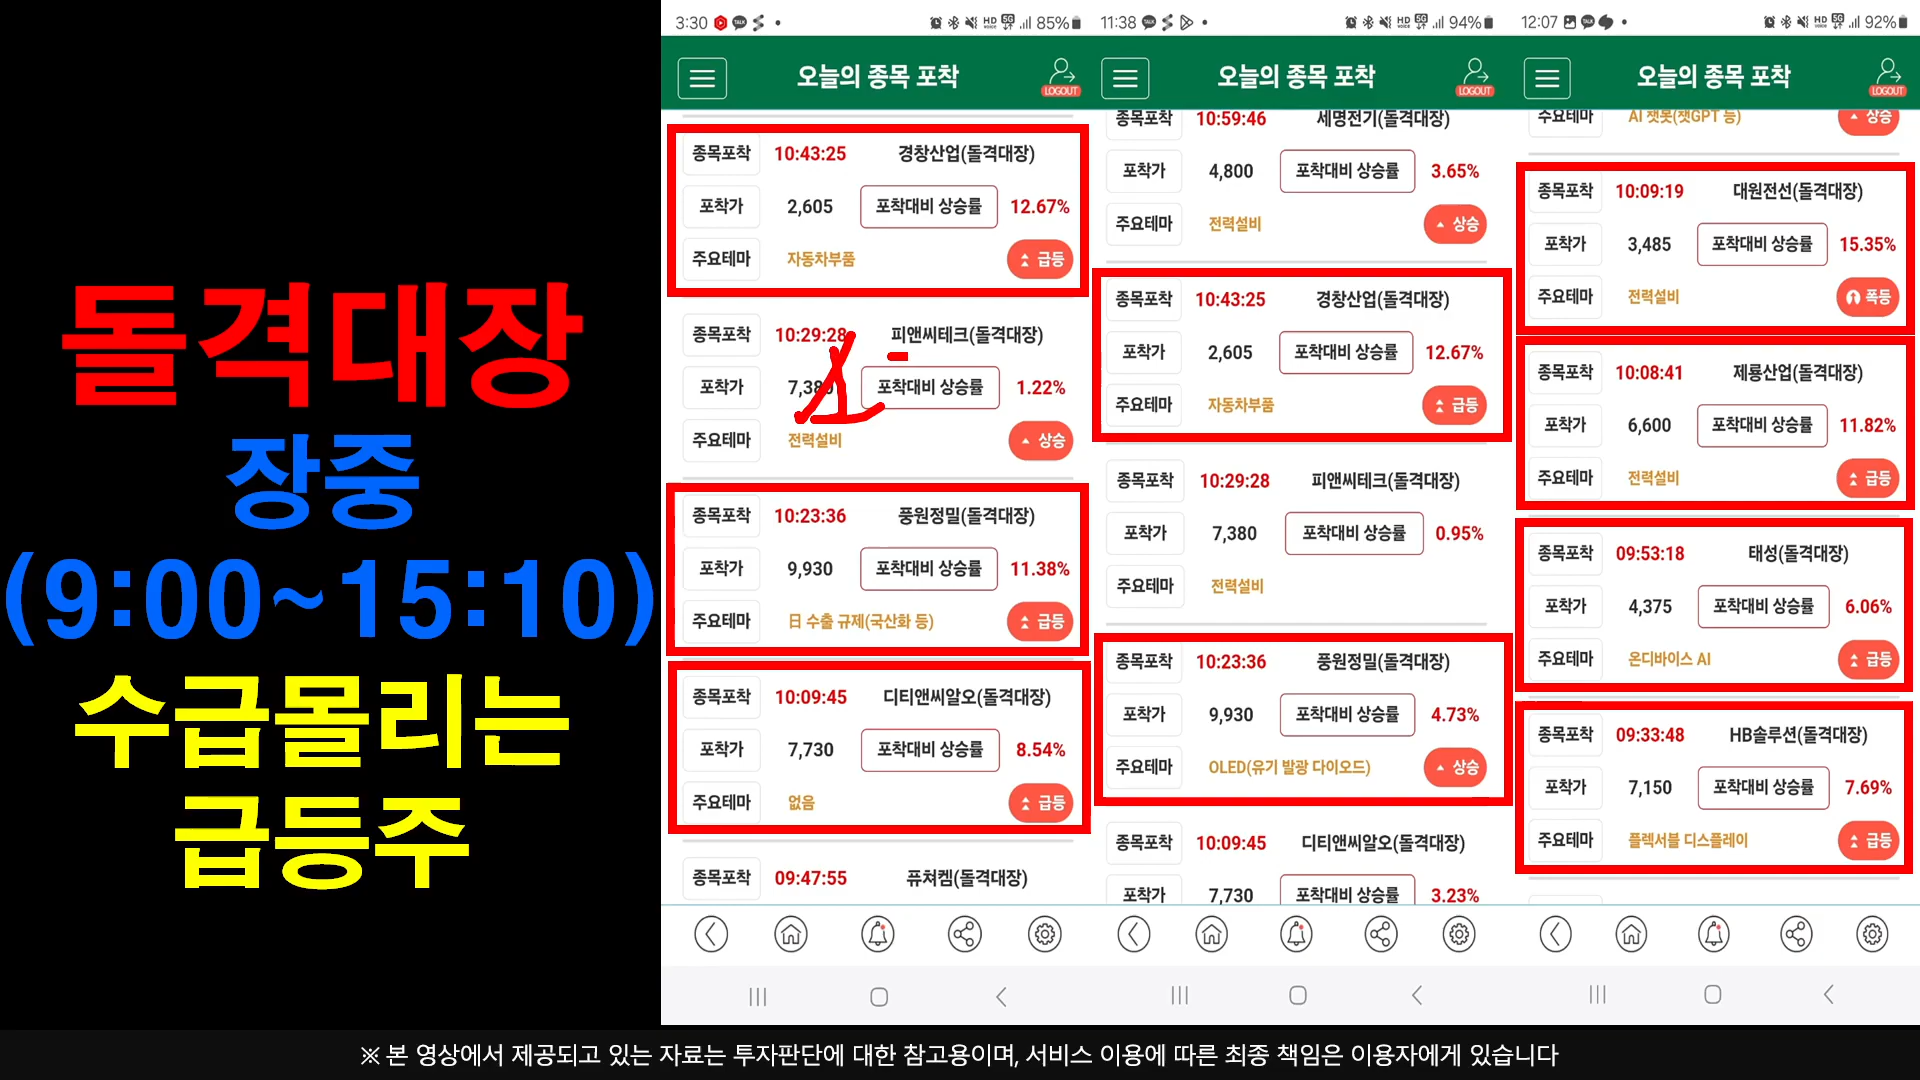 돌격대장
장중
(9:00~15:10)
수급몰리는
급등주
3:30
85%
오늘의 종목 포착
LOGOUT
종목포착 10:43:25 경창산업(돌격대장)
포착가 2,605 포착대비 상승률 12.67%
주요테마 자동차부품 급등
종목포착 10:29:28 피앤씨테크(돌격대장)
포착가 7,380 포착대비 상승률 1.22%
주요테마 전력설비 상승
종목포착 10:23:36 풍원정밀(돌격대장)
포착가 9,930 포착대비 상승률 11.38%
주요테마 日 수출 규제(국산화 등) 급등
종목포착 10:09:45 디티앤씨알오(돌격대장)
포착가 7,730 포착대비 상승률 8.54%
주요테마 없음 급등
종목포착 09:47:55 퓨쳐켐(돌격대장)
11:38
94%
오늘의 종목 포착
LOGOUT
종목포착 10:59:46 세명전기(돌격대장)
포착가 4,800 포착대비 상승률 3.65%
주요테마 전력설비 상승
종목포착 10:43:25 경창산업(돌격대장)
포착가 2,605 포착대비 상승률 12.67%
주요테마 자동차부품 급등
종목포착 10:29:28 피앤씨테크(돌격대장)
포착가 7,380 포착대비 상승률 0.95%
주요테마 전력설비
종목포착 10:23:36 풍원정밀(돌격대장)
포착가 9,930 포착대비 상승률 4.73%
주요테마 OLED(유기 발광 다이오드) 상승
종목포착 10:09:45 디티앤씨알오(돌격대장)
포착가 7,730 포착대비 상승률 3.23%
12:07
92%
오늘의 종목 포착
LOGOUT
주요테마 AI 챗봇(챗GPT 등) 상승
종목포착 10:09:19 대원전선(돌격대장)
포착가 3,485 포착대비 상승률 15.35%
주요테마 전력설비 폭등
종목포착 10:08:41 제룡산업(돌격대장)
포착가 6,600 포착대비 상승률 11.82%
주요테마 전력설비 급등
종목포착 09:53:18 태성(돌격대장)
포착가 4,375 포착대비 상승률 6.06%
주요테마 온디바이스 AI 급등
종목포착 09:33:48 HB솔루션(돌격대장)
포착가 7,150 포착대비 상승률 7.69%
주요테마 플렉서블 디스플레이 급등
※ 본 영상에서 제공되고 있는 자료는 투자판단에 대한 참고용이며, 서비스 이용에 따른 최종 책임은 이용자에게 있습니다